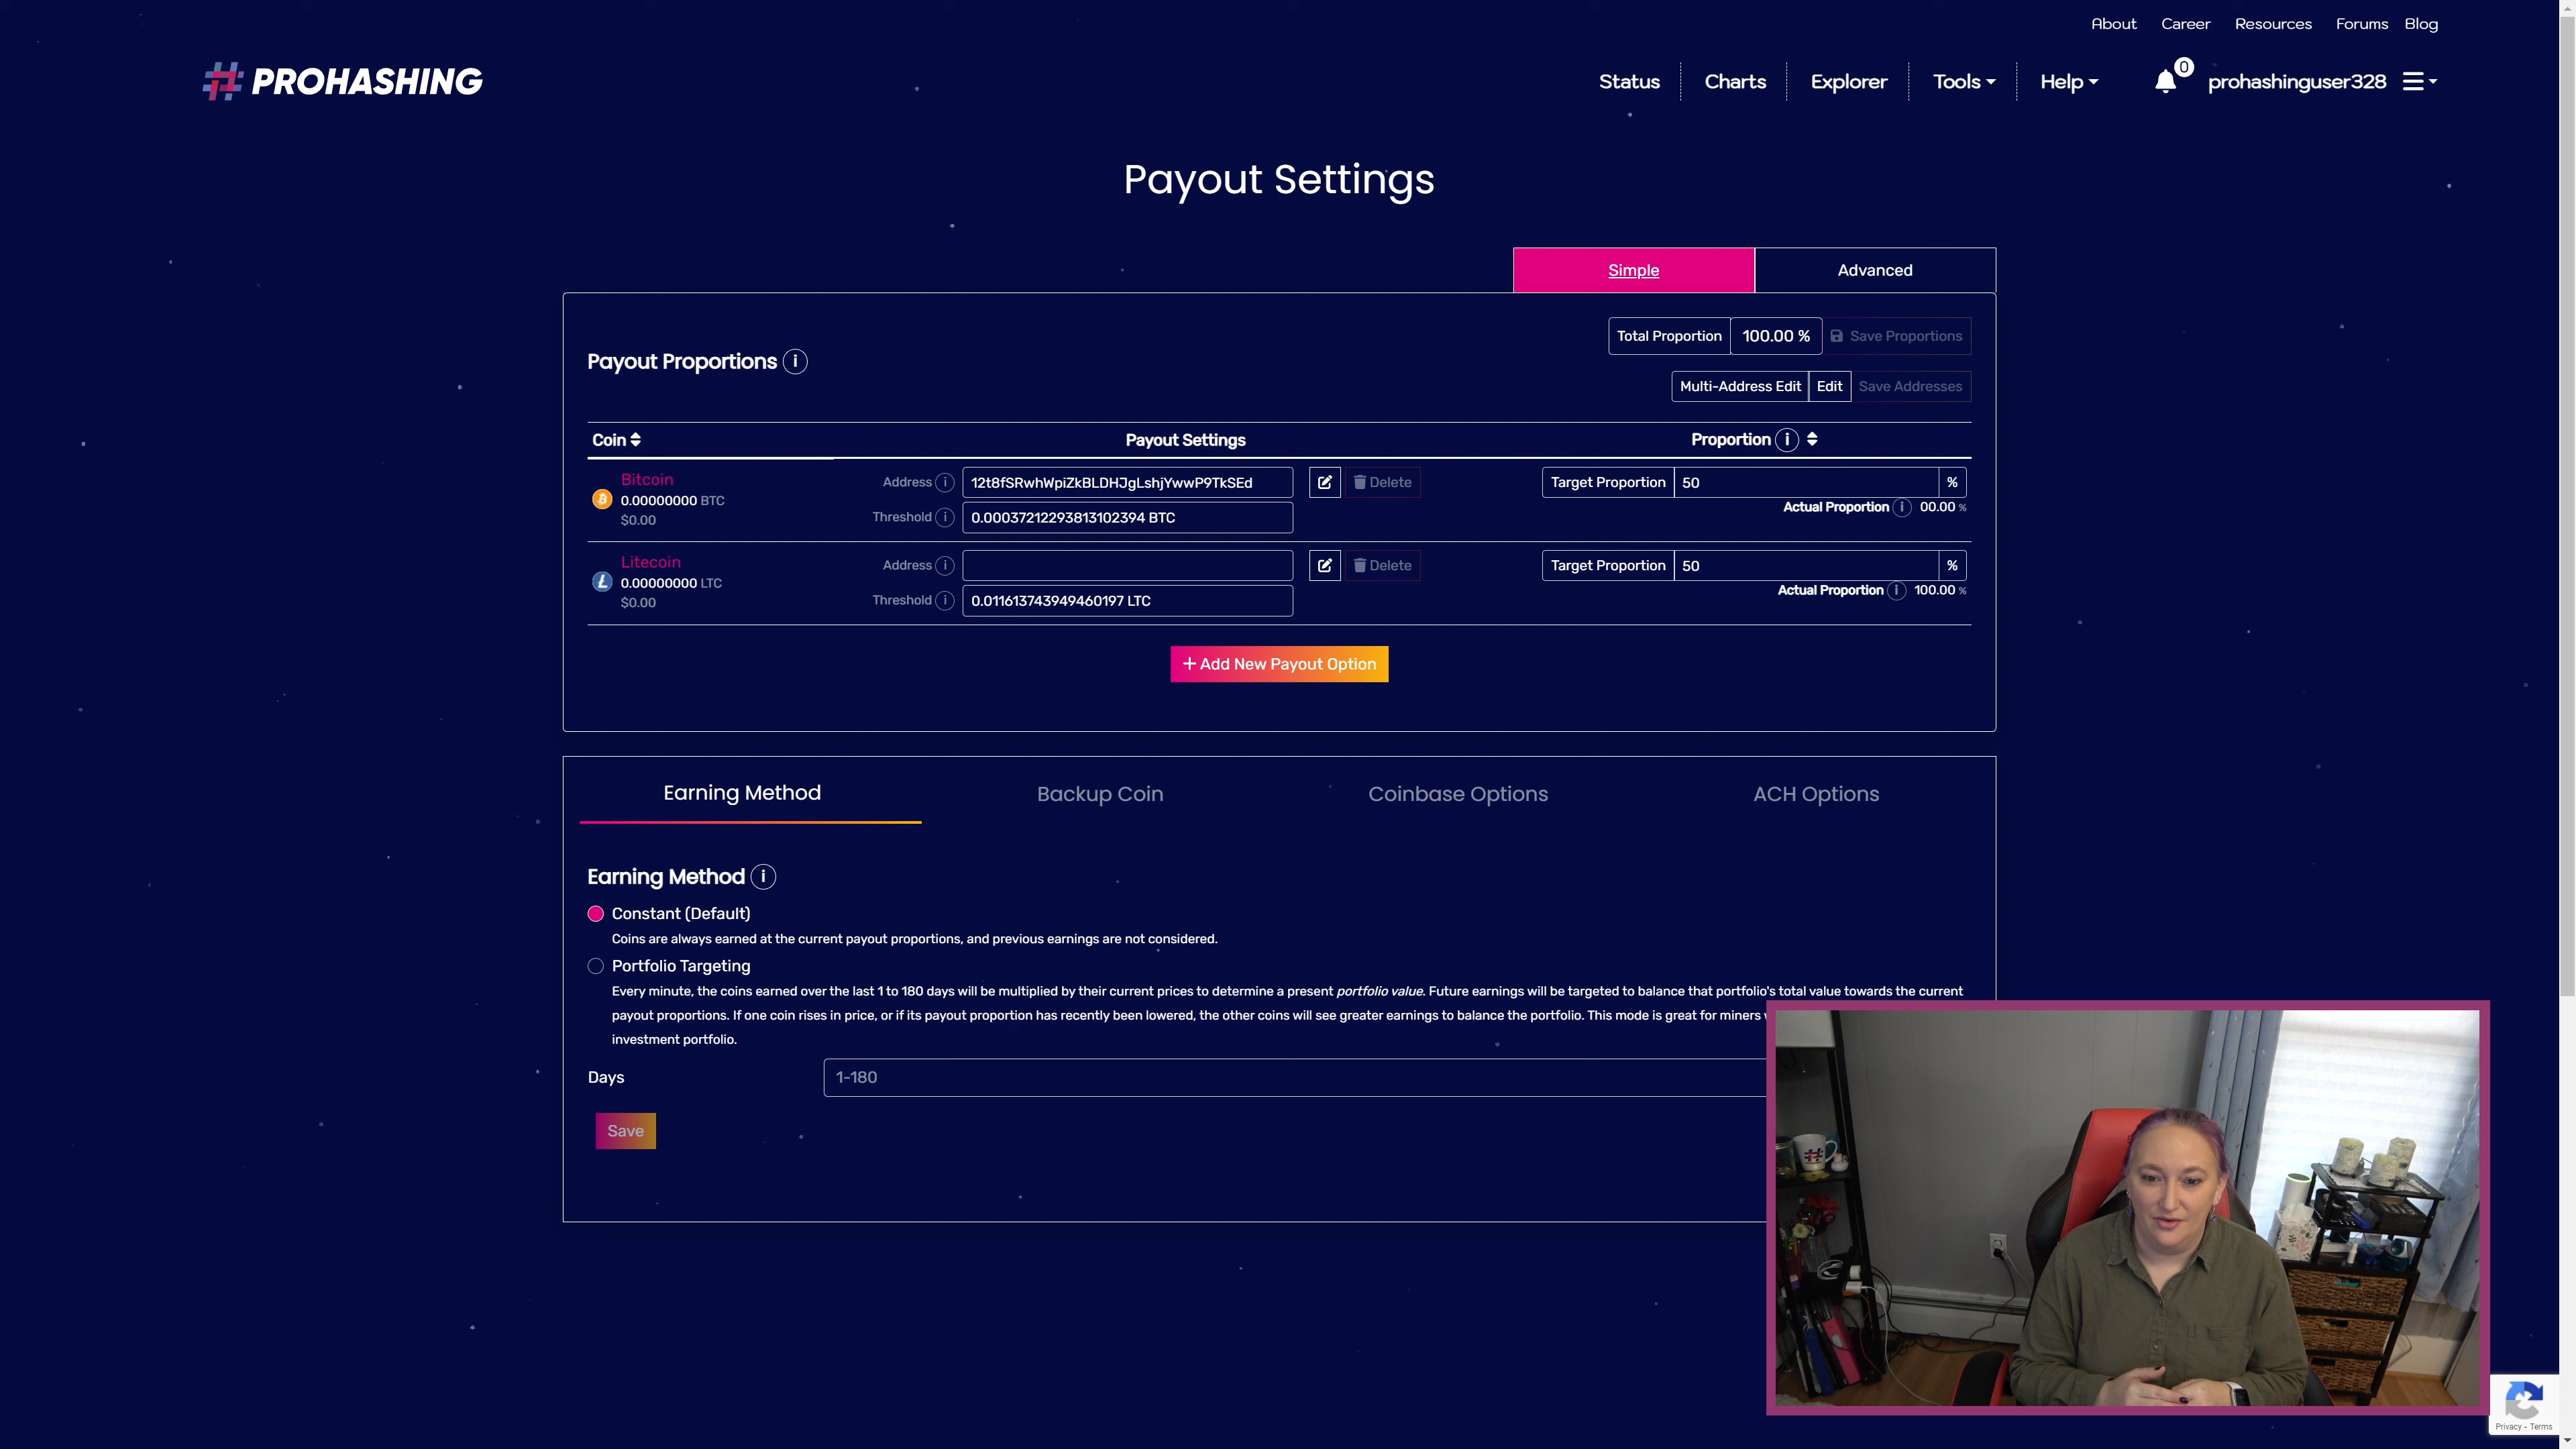 About Career Resources Forums Blog
PROHASHING
Status Charts Explorer Tools Help 0 prohashinguser328
Payout Settings
Simple Advanced
Total Proportion 100.00 % Save Proportions
Payout Proportions i
Multi-Address Edit Edit Save Addresses
Coin Payout Settings Proportion i
Bitcoin
0.00000000 BTC
$0.00
Address i 12t8fSRwhWpiZkBLDHJgLshjYwwP9TkSEd Delete
Target Proportion 50 %
Threshold i 0.00037212293813102394 BTC
Actual Proportion i 00.00 %
Litecoin
0.00000000 LTC
$0.00
Address i Delete
Target Proportion 50 %
Threshold i 0.011613743949460197 LTC
Actual Proportion i 100.00 %
+ Add New Payout Option
Earning Method Backup Coin Coinbase Options ACH Options
Earning Method i
Constant (Default)
Coins are always earned at the current payout proportions, and previous earnings are not considered.
Portfolio Targeting
Every minute, the coins earned over the last 1 to 180 days will be multiplied by their current prices to determine a present portfolio value. Future earnings will be targeted to balance that portfolio's total value towards the current
payout proportions. If one coin rises in price, or if its payout proportion has recently been lowered, the other coins will see greater earnings to balance the portfolio. This mode is great for miners
investment portfolio.
Days 1-180
Save
Privacy - Terms